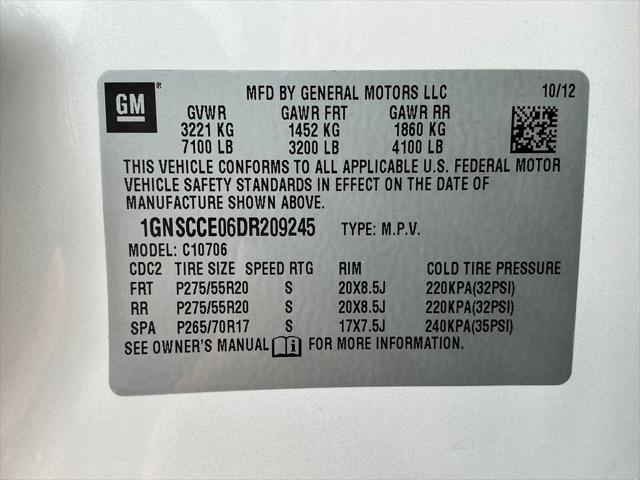 GM ®
MFD BY GENERAL MOTORS LLC 10/12
GVWR GAWR FRT GAWR RR
3221 KG 1452 KG 1860 KG
7100 LB 3200 LB 4100 LB
THIS VEHICLE CONFORMS TO ALL APPLICABLE U.S. FEDERAL MOTOR
VEHICLE SAFETY STANDARDS IN EFFECT ON THE DATE OF
MANUFACTURE SHOWN ABOVE.
1GNSCCE06DR209245 TYPE: M.P.V.
MODEL: C10706
CDC2 TIRE SIZE SPEED RTG RIM COLD TIRE PRESSURE
FRT P275/55R20 S 20X8.5J 220KPA(32PSI)
RR P275/55R20 S 20X8.5J 220KPA(32PSI)
SPA P265/70R17 S 17X7.5J 240KPA(35PSI)
SEE OWNER'S MANUAL i FOR MORE INFORMATION.